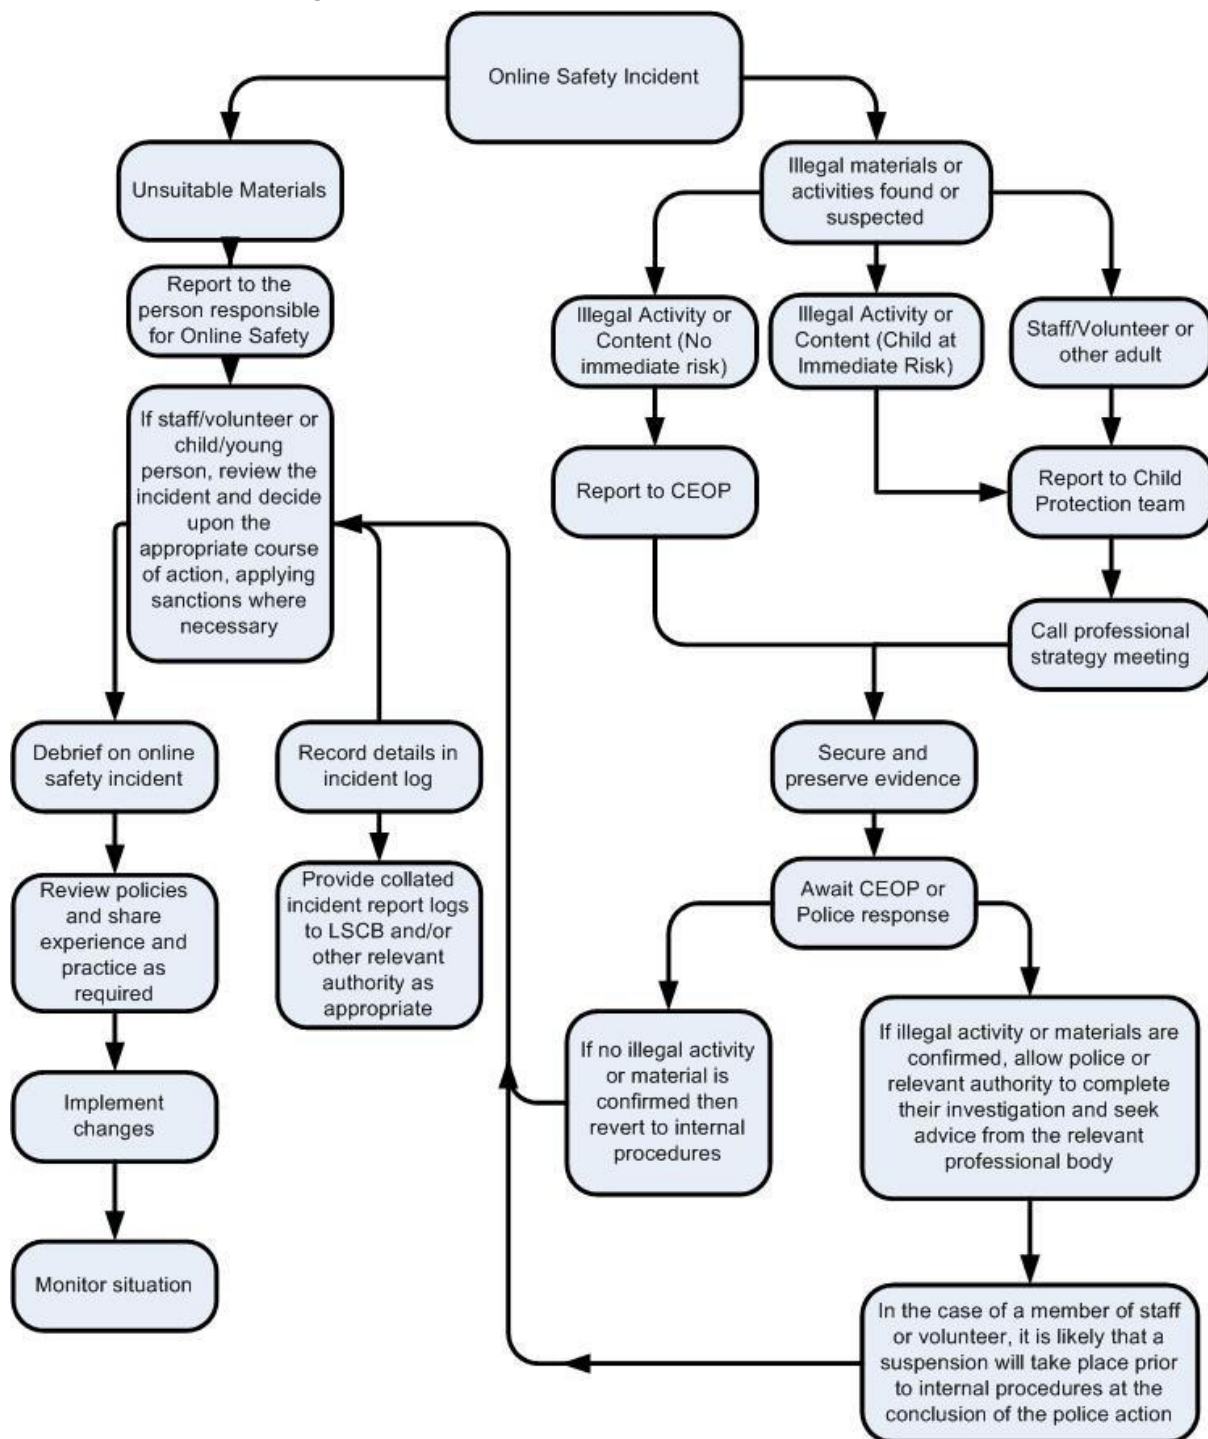 Online Safety Incident
Unsuitable Materials
Report to the
person responsible
for Online Safety
If staff/volunteer or
child/young
person, review the
incident and decide
upon the
appropriate course
of action, applying
sanctions where
necessary
Debrief on online
safety incident
Review policies
and share
experience and
practice as
required
Implement
changes
Monitor situation
Record details in
incident log
Provide collated
incident report logs
to LSCB and/or
other relevant
authority as
appropriate
Illegal materials or
activities found or
suspected
Illegal Activity or
Content (No
immediate risk)
Illegal Activity or
Content (Child at
Immediate Risk)
Staff/Volunteer or
other adult
Report to CEOP
Report to Child
Protection team
Call professional
strategy meeting
Secure and
preserve evidence
Await CEOP or
Police response
If no illegal activity
or material is
confirmed then
revert to internal
procedures
If illegal activity or materials are
confirmed, allow police or
relevant authority to complete
their investigation and seek
advice from the relevant
professional body
In the case of a member of staff
or volunteer, it is likely that a
suspension will take place prior
to internal procedures at the
conclusion of the police action